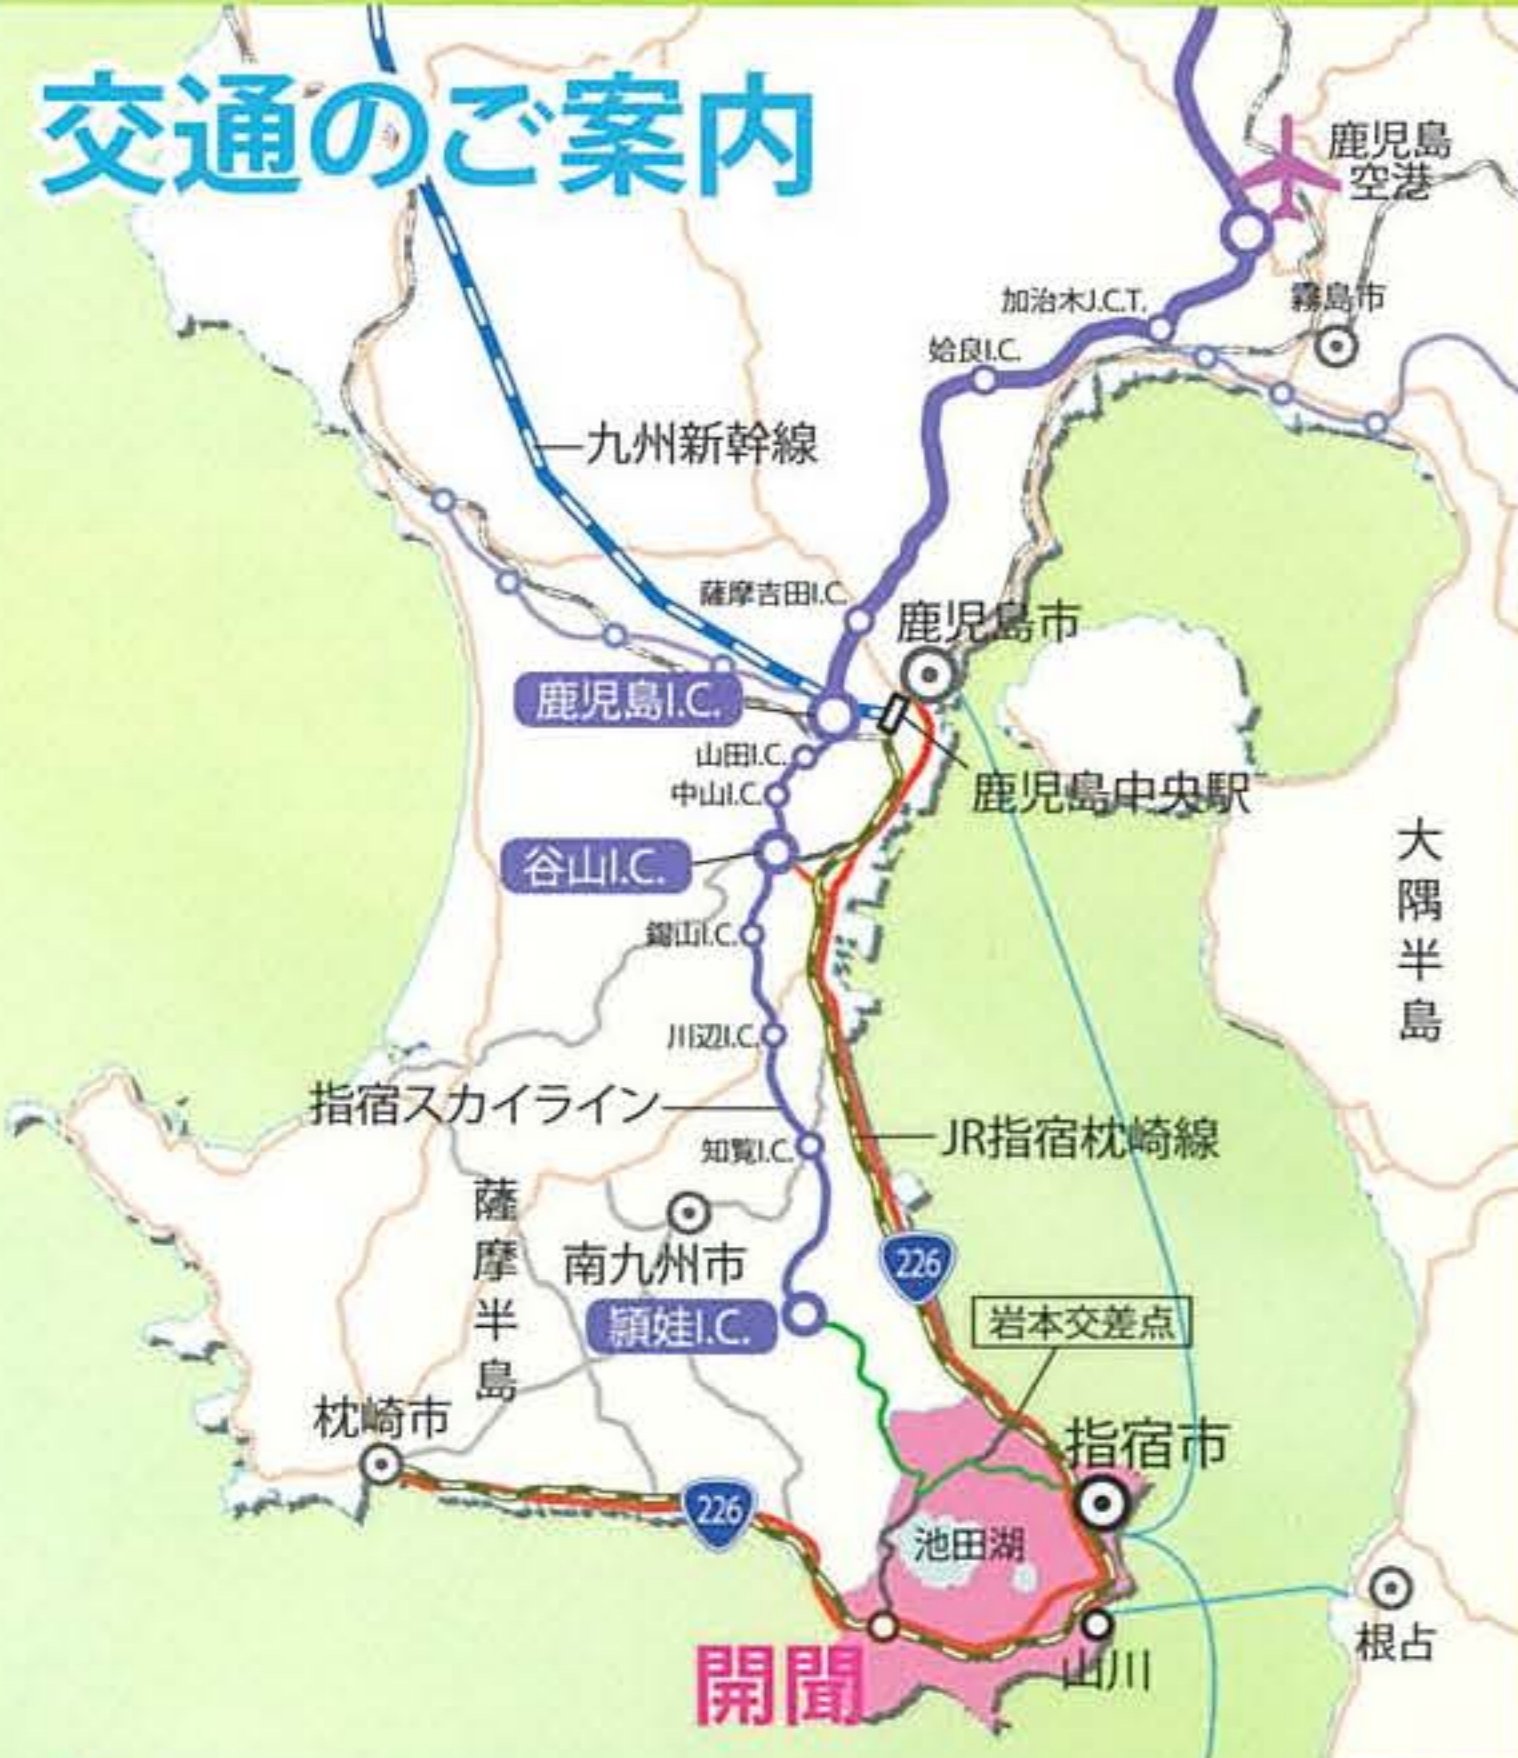 交通のご案内
鹿児島
空港
加治木J.C.T.
霧島市
姶良I.C.
九州新幹線
薩摩吉田I.C.
鹿児島市
鹿児島I.C.
山田I.C.
鹿児島中央駅
中山I.C.
谷山I.C.
大隅半島
錫山I.C.
川辺I.C.
指宿スカイライン
JR指宿枕崎線
知覧I.C.
薩摩半島
南九州市
226
頴娃I.C.
岩本交差点
枕崎市
指宿市
226
池田湖
開聞
山川
根占